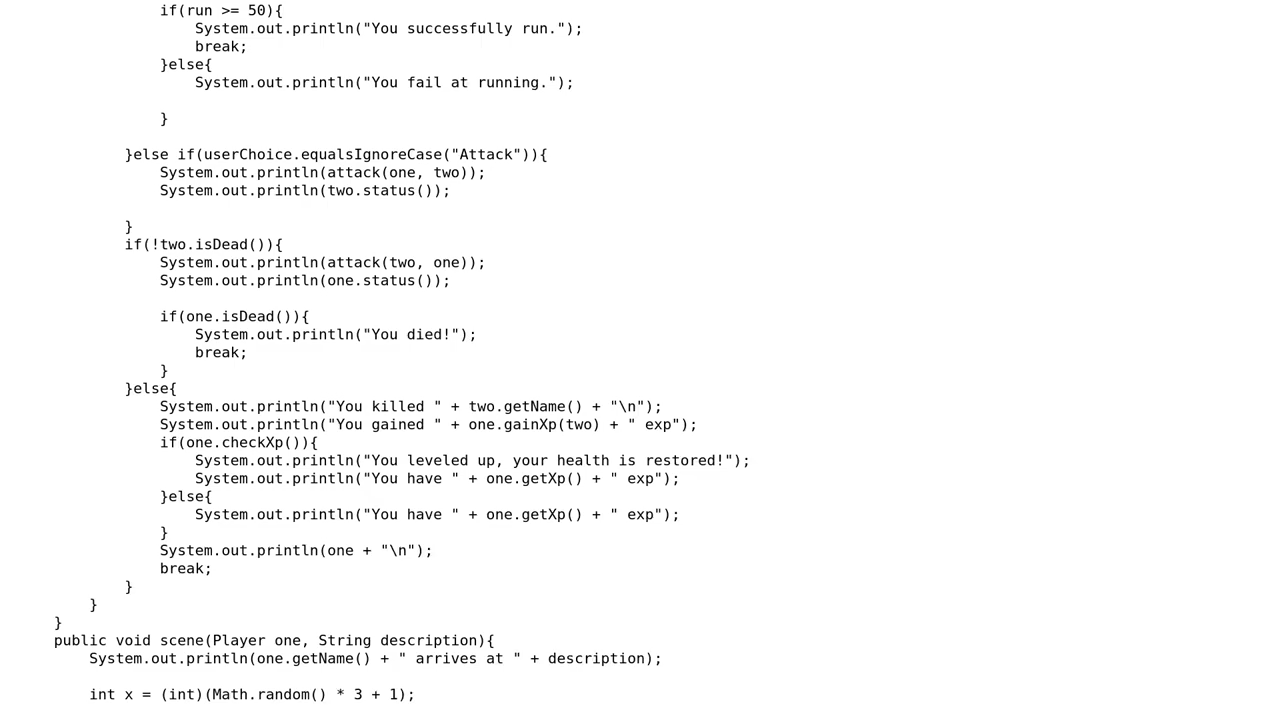 if(run >= 50){
System.out.println("You successfully run.");
break;
}else{
System.out.println("You fail at running.");
}
}else if(userChoice.equalsIgnoreCase("Attack")){
System.out.println(attack(one, two));
System.out.println(two.status());
}
if(!two.isDead()){
System.out.println(attack(two, one));
System.out.println(one.status());
if(one.isDead()){
System.out.println("You died!");
break;
}
}else{
System.out.println("You killed " + two.getName() + "\n");
System.out.println("You gained " + one.gainXp(two) + " exp");
if(one.checkXp()){
System.out.println("You leveled up, your health is restored!");
System.out.println("You have " + one.getXp() + " exp");
}else{
System.out.println("You have " + one.getXp() + " exp");
}
System.out.println(one + "\n");
break;
}
}
}
public void scene(Player one, String description){
System.out.println(one.getName() + " arrives at " + description);
int x = (int)(Math.random() * 3 + 1);